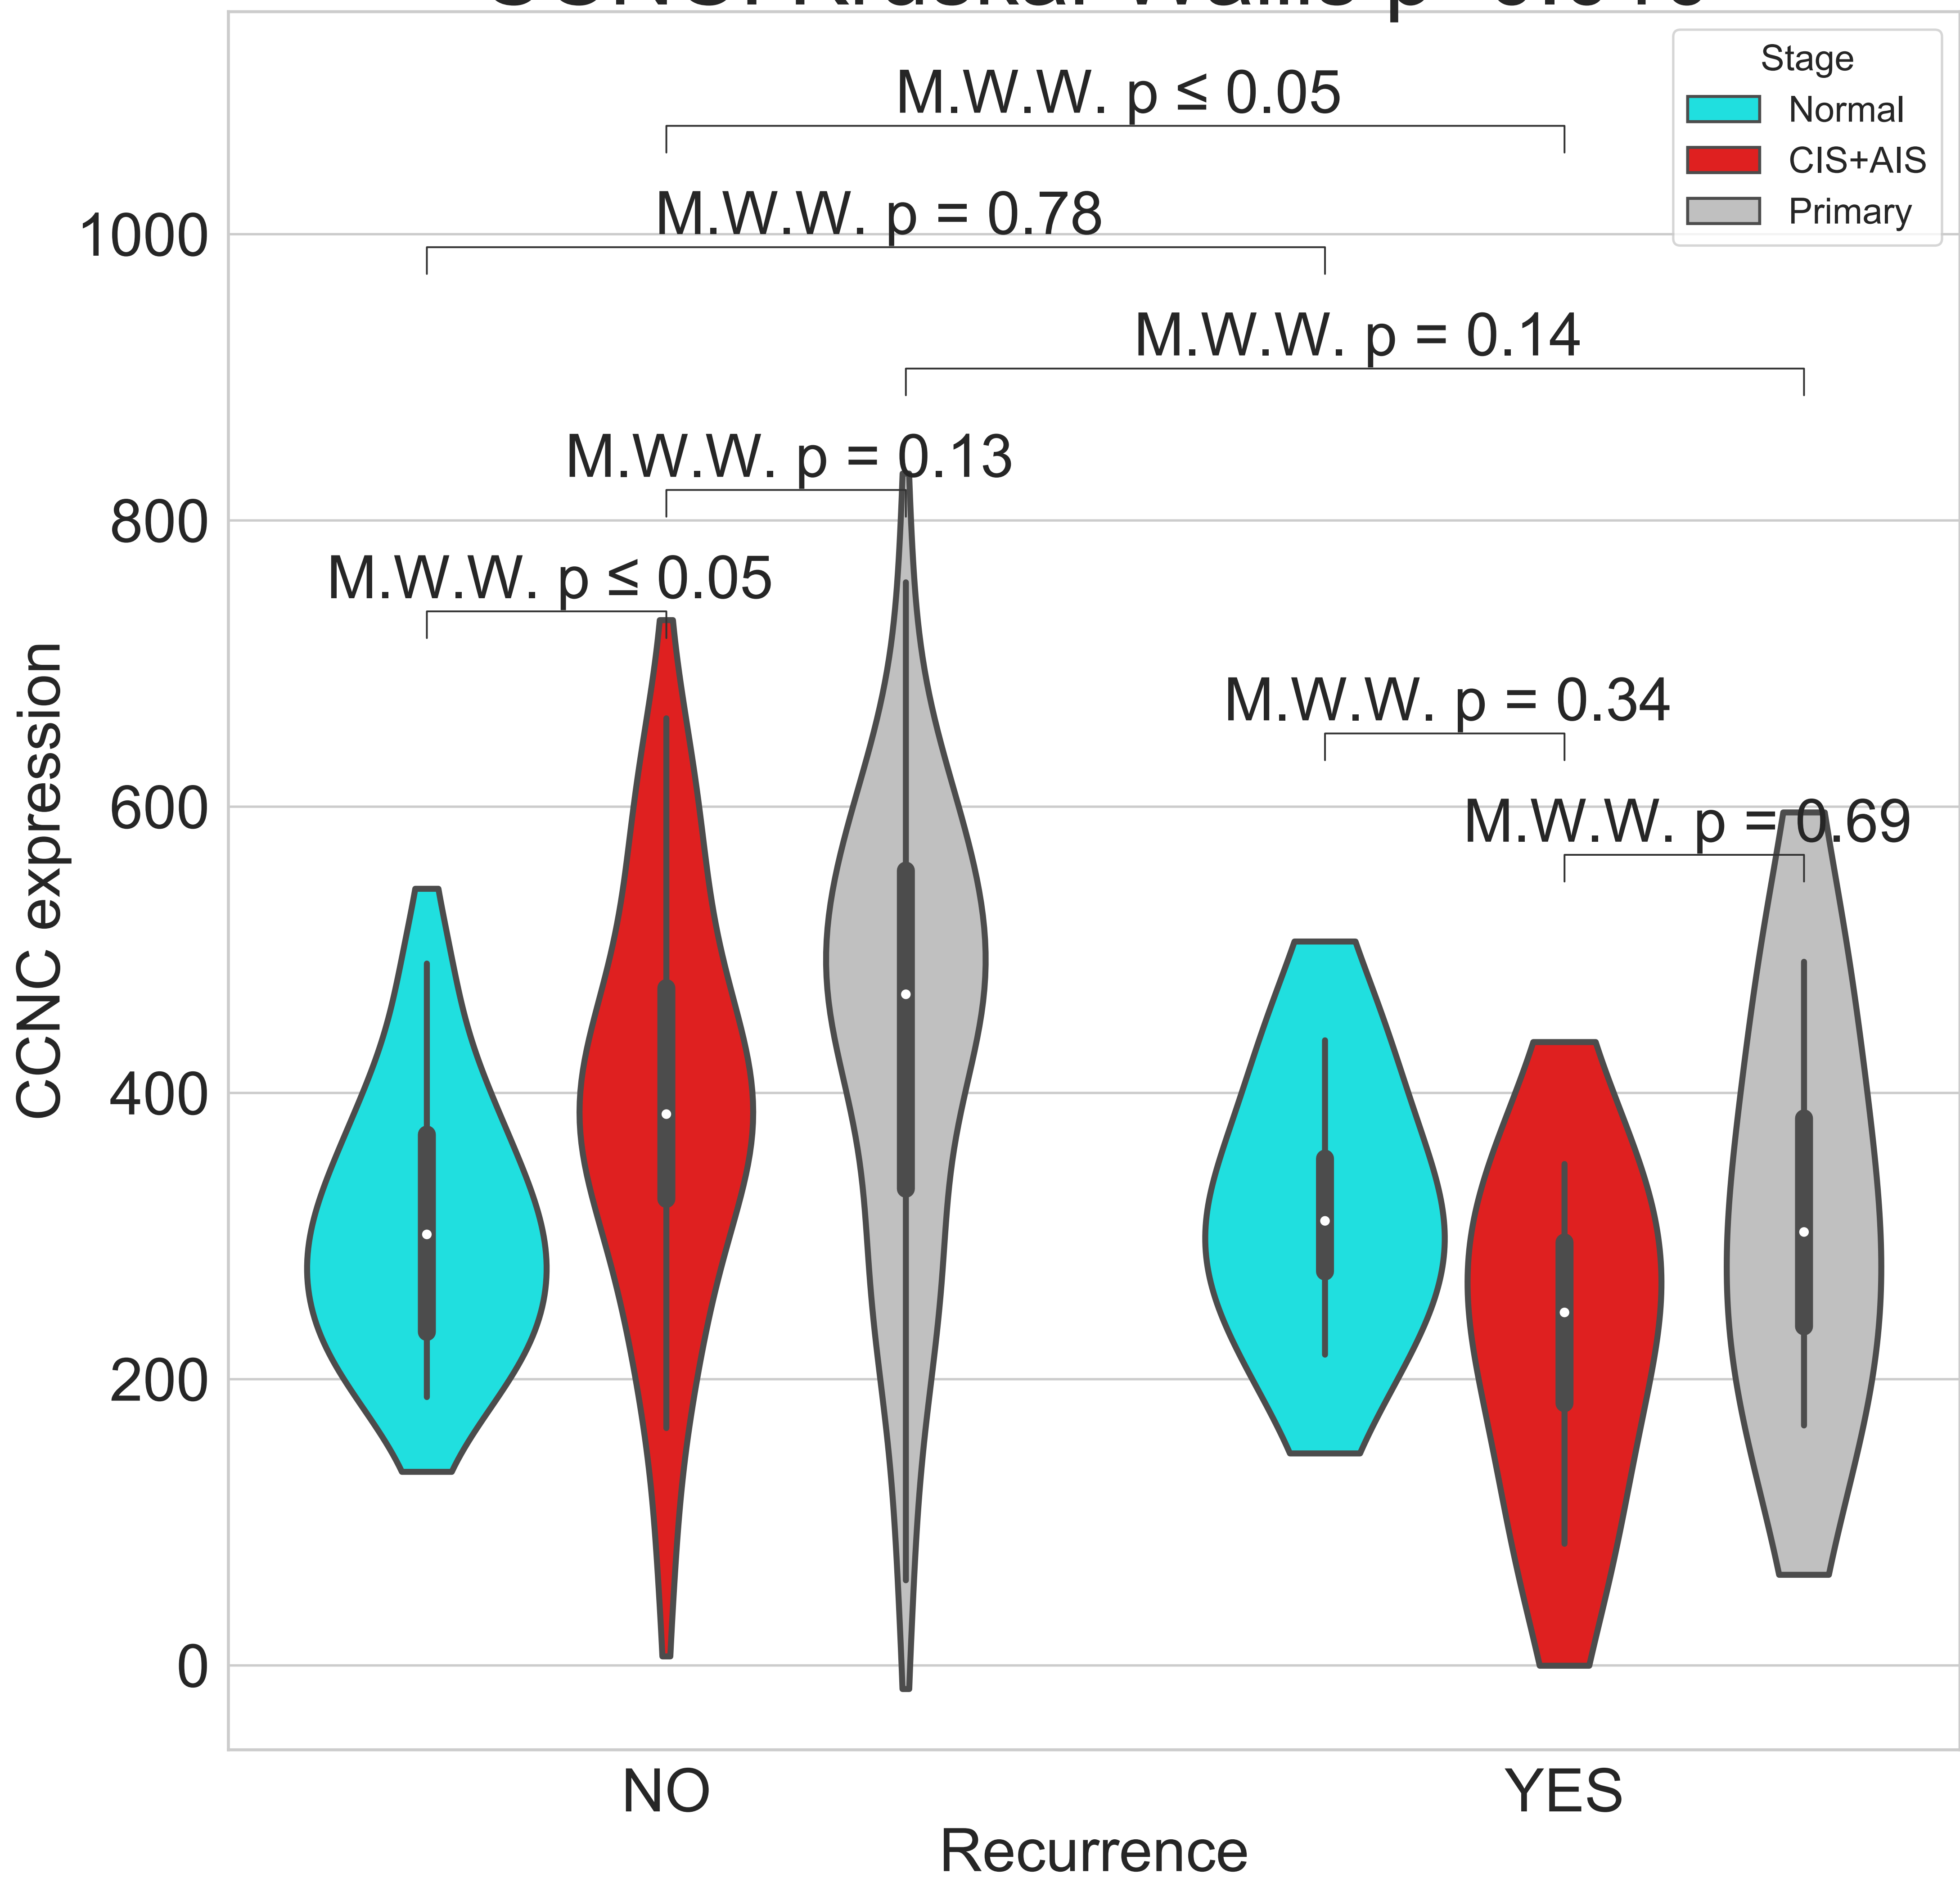 Stage
Normal
CIS+AIS
Primary
M.W.W. p ≤ 0.05
M.W.W. p = 0.78
M.W.W. p = 0.14
M.W.W. p = 0.13
M.W.W. p ≤ 0.05
M.W.W. p = 0.34
M.W.W. p = 0.69
1000
800
600
400
200
0
CCNC expression
NO
YES
Recurrence